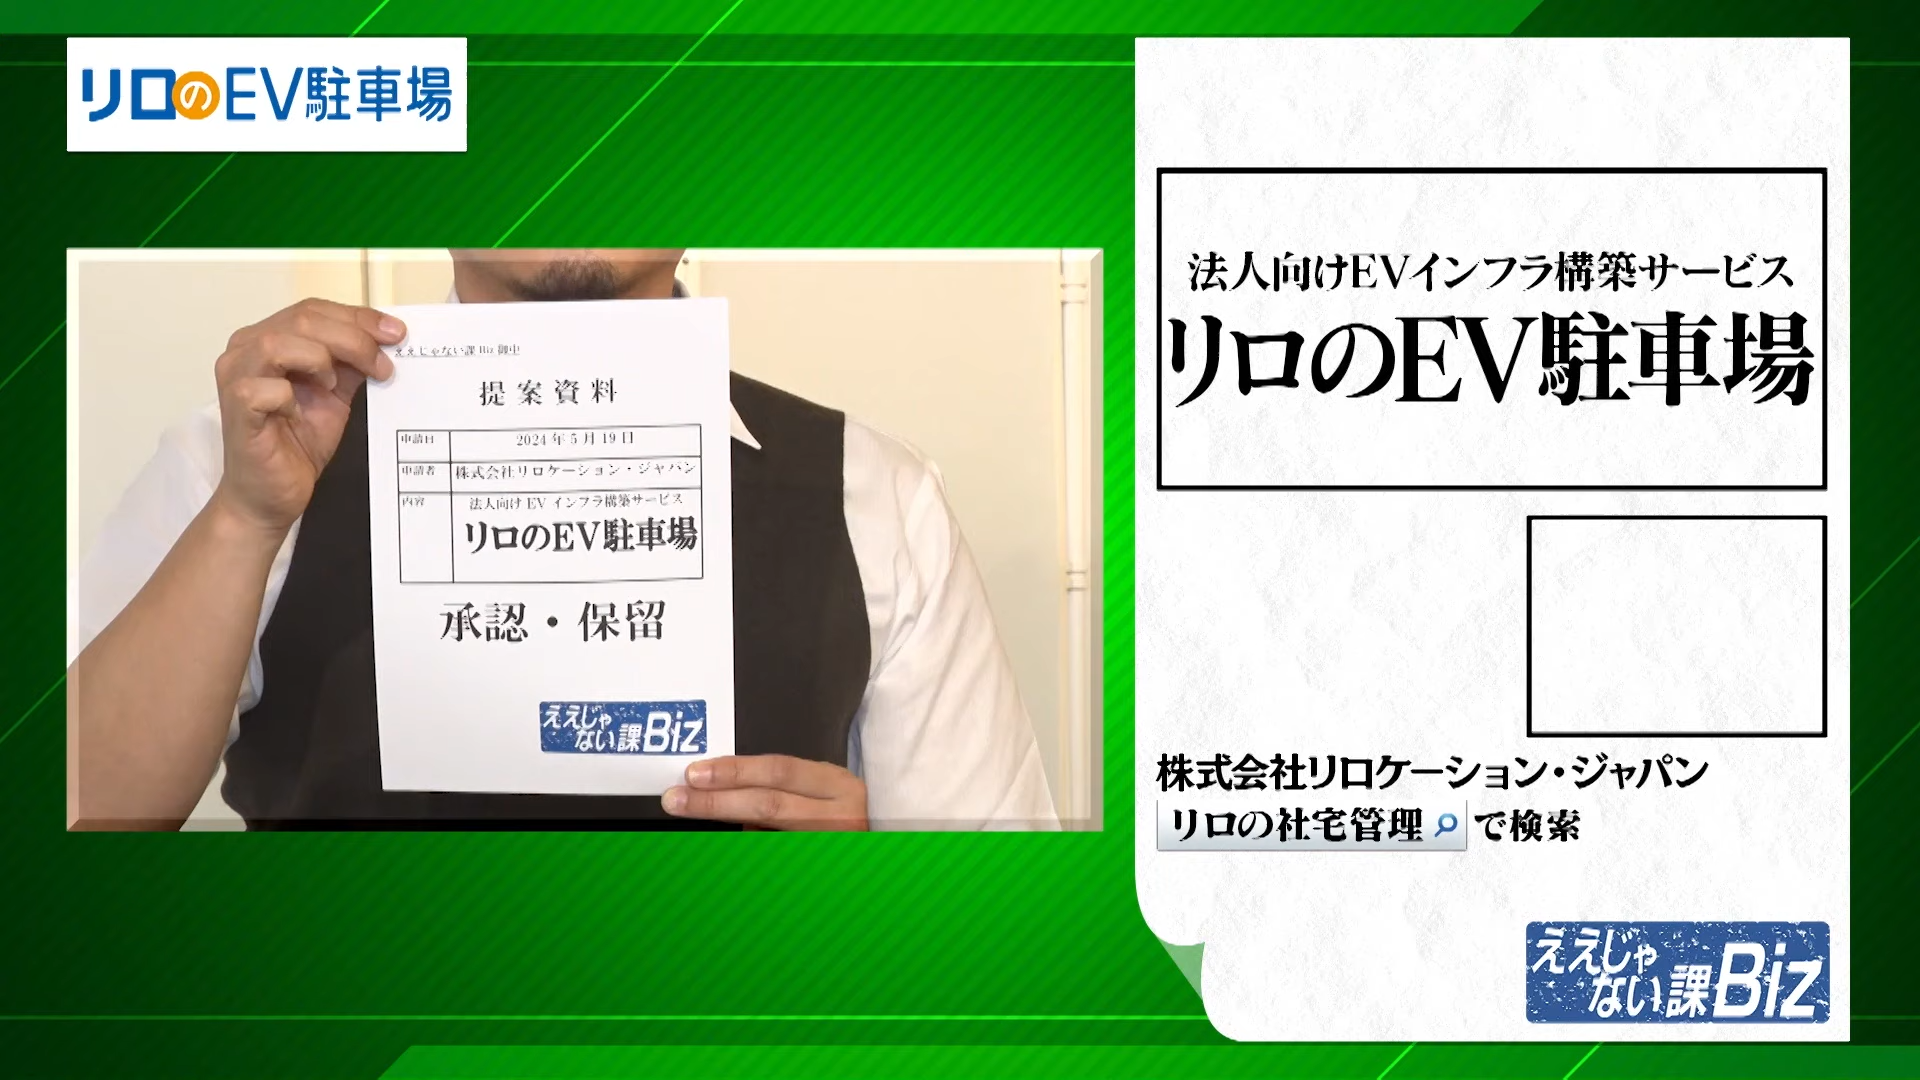 リロのEV駐車場
ええじゃない課 Biz 御中
提案資料
申請日 2024年5月19日
申請者 株式会社リロケーション・ジャパン
内容 法人向け EV インフラ構築サービス
リロのEV駐車場
承認・保留
ええじゃ
ない課Biz
法人向けEVインフラ構築サービス
リロのEV駐車場
株式会社リロケーション・ジャパン
リロの社宅管理 で検索
ええじゃ
ない課Biz